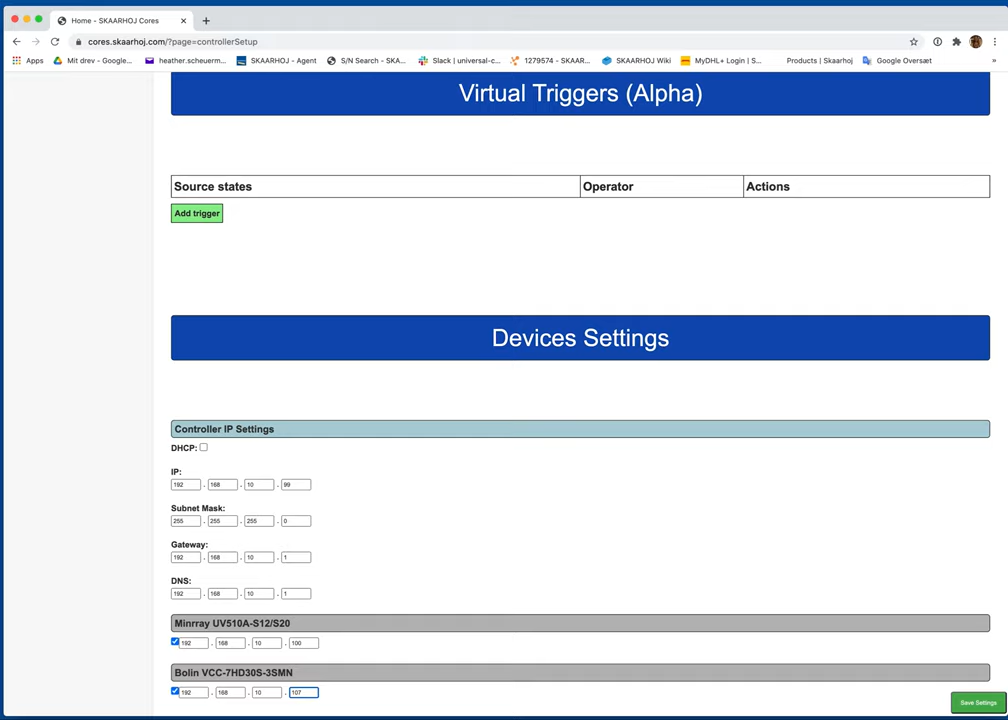 Home - SKAARHOJ Cores
cores.skaarhoj.com/?page=controllerSetup
Apps Mit drev - Google... heather.scheuerm... SKAARHOJ - Agent S/N Search - SKA... Slack | universal-c... 1279574 - SKAAR... SKAARHOJ Wiki MyDHL+ Login | S... Products | Skaarhoj Google Oversæt »
Virtual Triggers (Alpha)
Source states Operator Actions
Add trigger
Devices Settings
Controller IP Settings
DHCP:
IP:
192 . 168 . 10 . 99
Subnet Mask:
255 . 255 . 255 . 0
Gateway:
192 . 168 . 10 . 1
DNS:
192 . 168 . 10 . 1
Minrray UV510A-S12/S20
192 . 168 . 10 . 100
Bolin VCC-7HD30S-3SMN
192 . 168 . 10 . 107
Save Settings